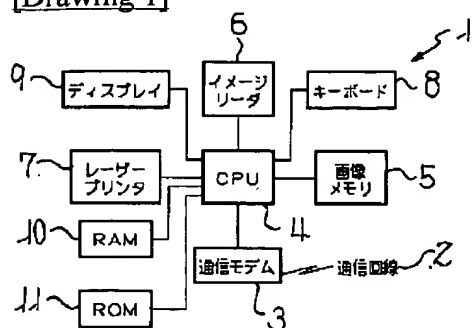 [Drawing 1]
6
1
9
ディスプレイ
イメージ
リーダ
キーボード
8
7
レーザー
プリンタ
CPU
画像
メモリ
5
4
10
RAM
通信モデム
通信回線
2
3
11
ROM